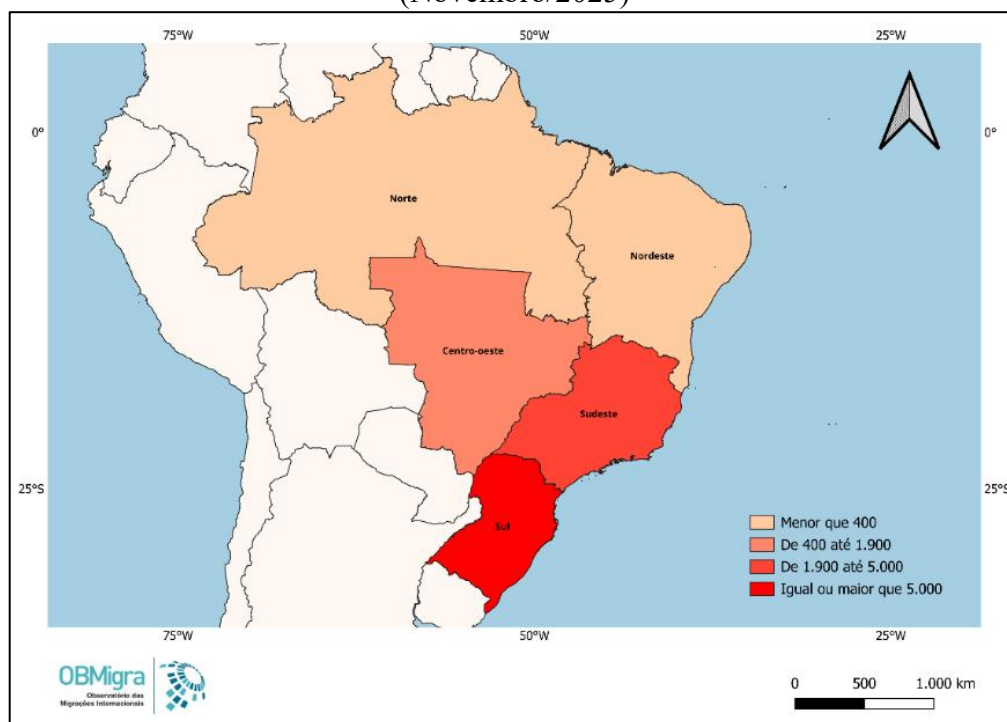 (Novembro/2023)
75°W 50°W 25°W
0° 0°
Norte
Nordeste
Centro-oeste
Sudeste
25°S 25°S
Sul
Menor que 400
De 400 até 1.900
De 1.900 até 5.000
Igual ou maior que 5.000
75°W 50°W 25°W
OBMigra
Observatório das
Migrações Internacionais
0 500 1.000 km